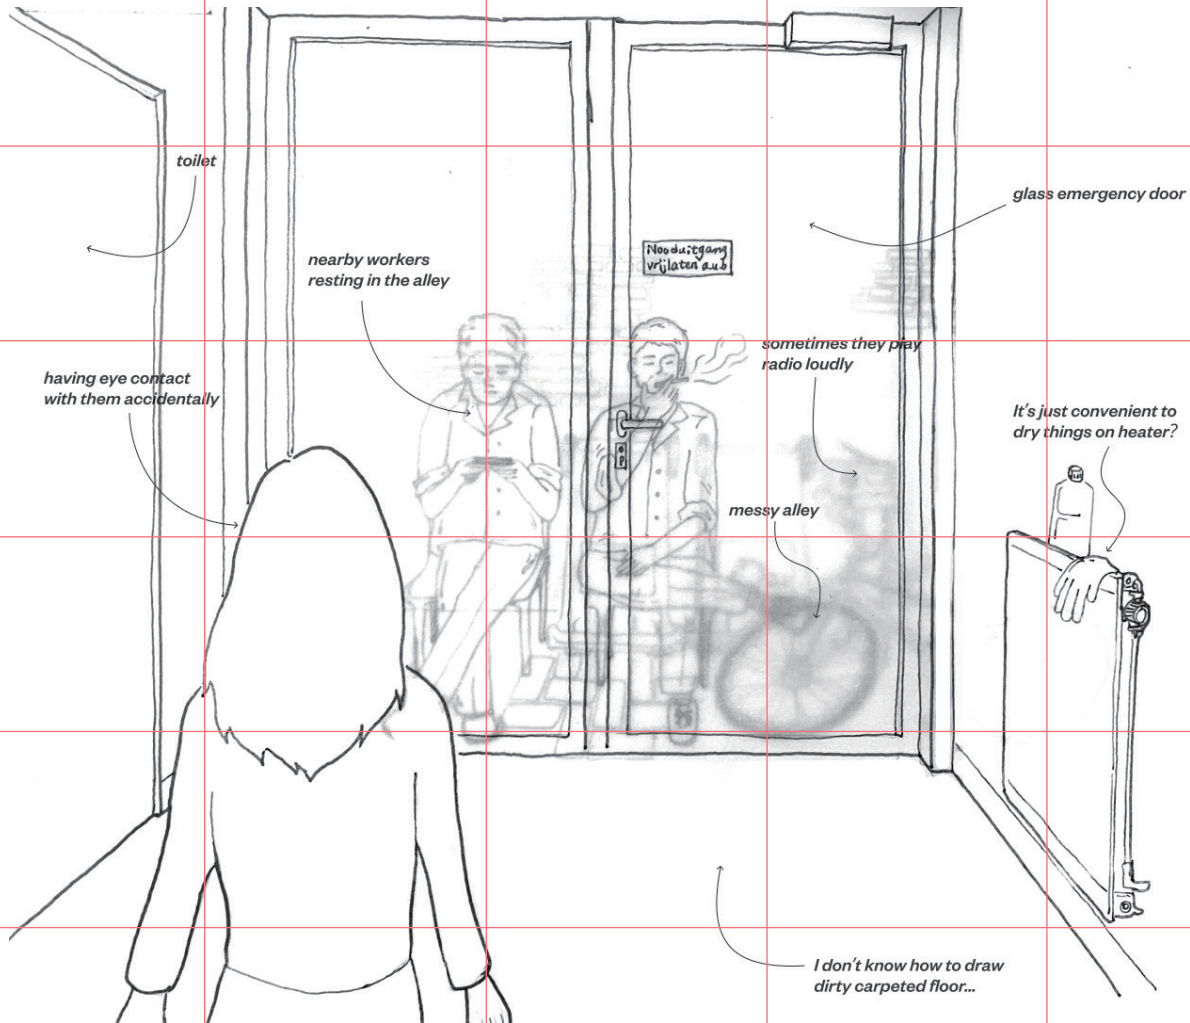 toilet
glass emergency door
Nooduitgang
vrijlaten a.u.b
nearby workers
resting in the alley
sometimes they play
radio loudly
having eye contact
with them accidentally
It's just convenient to
dry things on heater?
messy alley
I don't know how to draw
dirty carpeted floor...